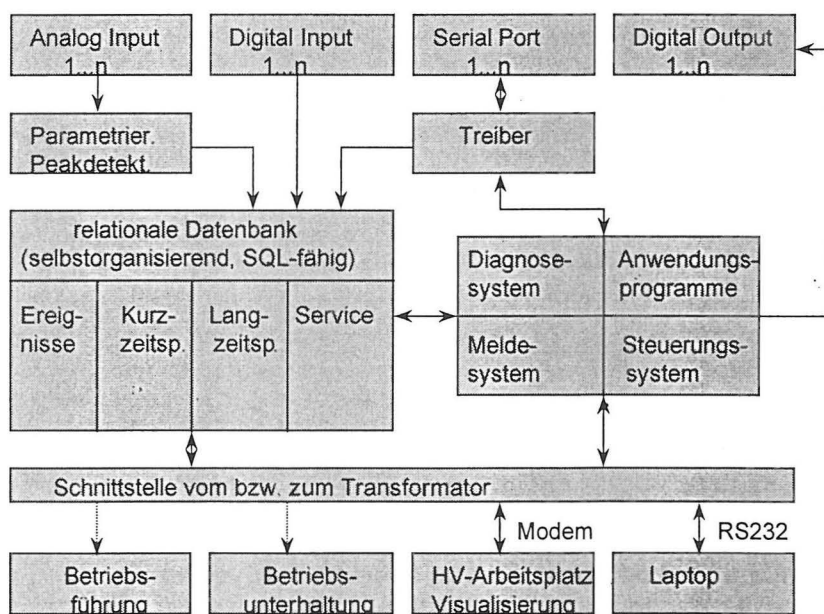 Analog Input
1...n
Digital Input
1...n
Serial Port
1...n
Digital Output
1...n
Parametrier.
Peakdetekt.
Treiber
relationale Datenbank
(selbstorganisierend, SQL-fähig)
Ereig-
nisse
Kurz-
zeitsp.
Lang-
zeitsp.
Service
Diagnose-
system
Anwendungs-
programme
Melde-
system
Steuerungs-
system
Schnittstelle vom bzw. zum Transformator
Modem
RS232
Betriebs-
führung
Betriebs-
unterhaltung
HV-Arbeitsplatz
Visualisierung
Laptop